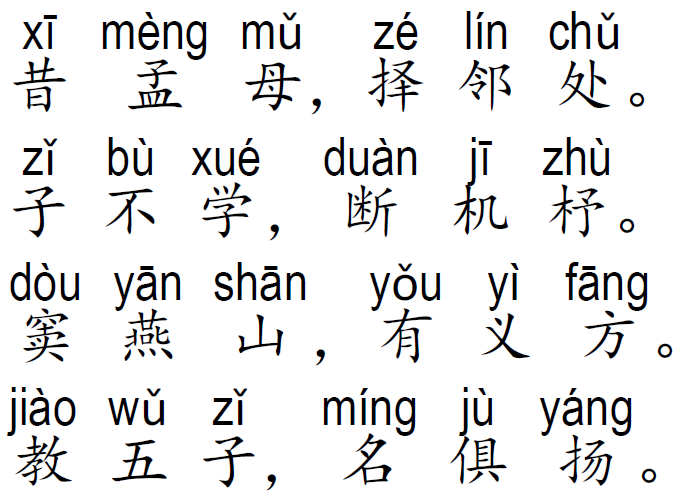 xī mèng mǔ zé lín chǔ
昔孟母，择邻处。
zǐ bù xué duàn jī zhù
子不学，断机杼。
dòu yān shān yǒu yì fāng
窦燕山，有义方。
jiào wǔ zǐ míng jù yáng
教五子，名俱扬。